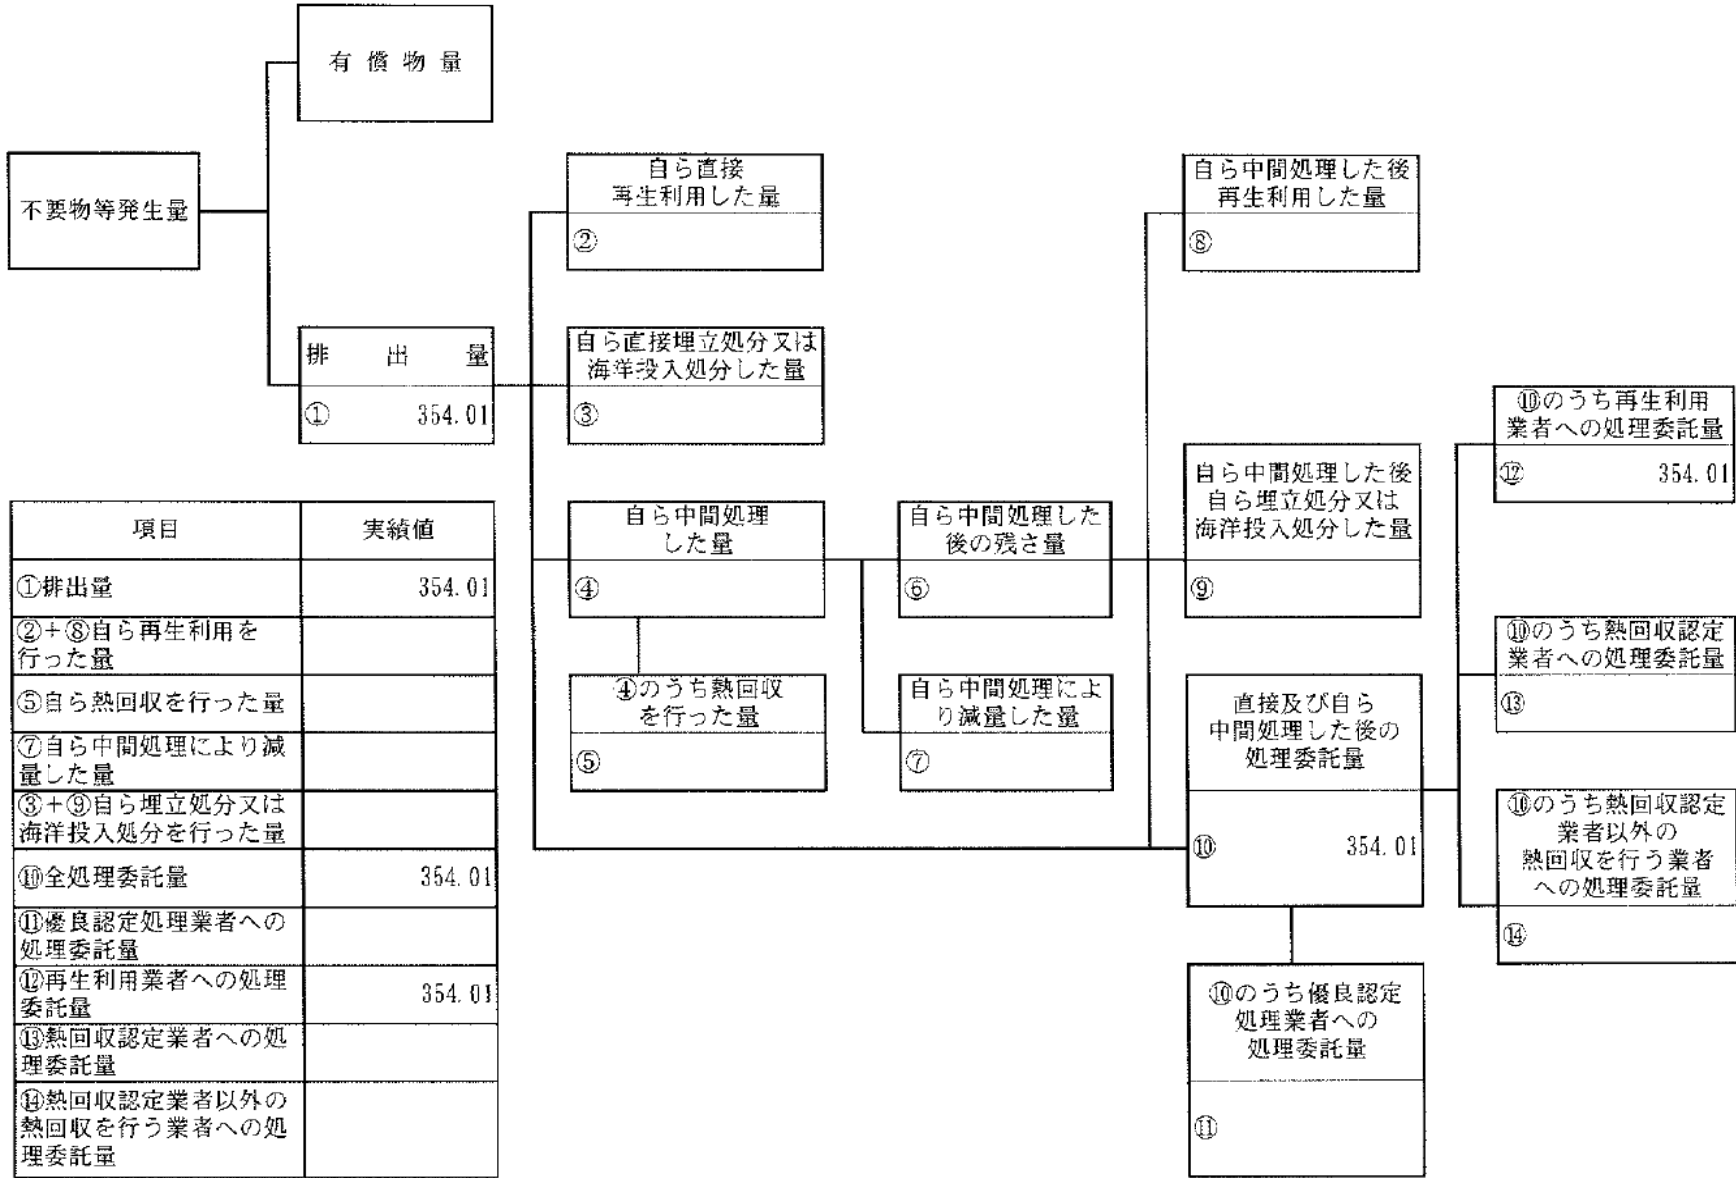 有償物量
不要物等発生量
排出量
① 354.01
自ら直接
再生利用した量
②
自ら直接埋立処分又は
海洋投入処分した量
③
自ら中間処理
した量
④
④のうち熱回収
を行った量
⑤
自ら中間処理した
後の残さ量
⑥
自ら中間処理によ
り減量した量
⑦
自ら中間処理した後
再生利用した量
⑧
自ら中間処理した後
自ら埋立処分又は
海洋投入処分した量
⑨
直接及び自ら
中間処理した後の
処理委託量
⑩ 354.01
⑩のうち優良認定
処理業者への
処理委託量
⑪
⑩のうち再生利用
業者への処理委託量
⑫ 354.01
⑩のうち熱回収認定
業者への処理委託量
⑬
⑩のうち熱回収認定
業者以外の
熱回収を行う業者
への処理委託量
⑭
項目 実績値
①排出量 354.01
②+⑧自ら再生利用を
行った量
⑤自ら熱回収を行った量
⑦自ら中間処理により減
量した量
③+⑨自ら埋立処分又は
海洋投入処分を行った量
⑩全処理委託量 354.01
⑪優良認定処理業者への
処理委託量
⑫再生利用業者への処理
委託量 354.01
⑬熱回収認定業者への処
理委託量
⑭熱回収認定業者以外の
熱回収を行う業者への処
理委託量